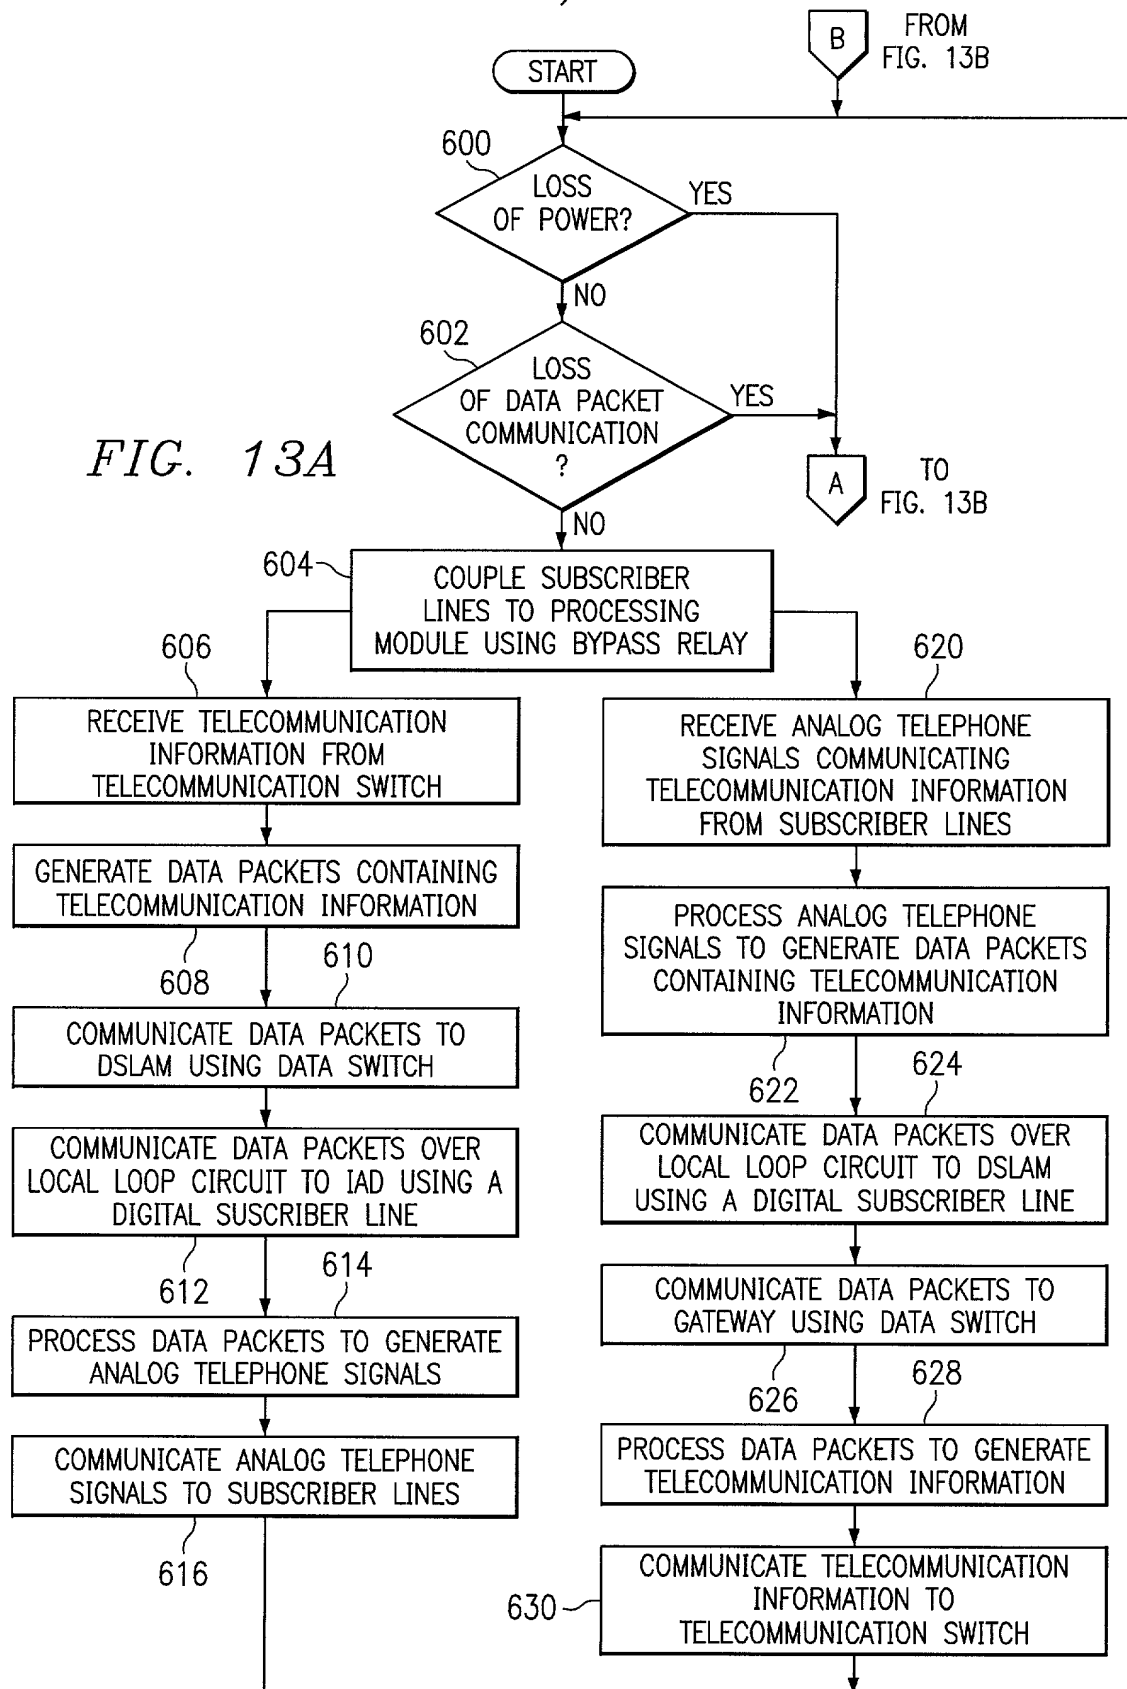 B
FROM
FIG. 13B
START
600
LOSS
OF POWER?
YES
NO
602
LOSS
OF DATA PACKET
COMMUNICATION
?
YES
FIG. 13A
A
TO
FIG. 13B
NO
604
COUPLE SUBSCRIBER
LINES TO PROCESSING
MODULE USING BYPASS RELAY
606
RECEIVE TELECOMMUNICATION
INFORMATION FROM
TELECOMMUNICATION SWITCH
GENERATE DATA PACKETS CONTAINING
TELECOMMUNICATION INFORMATION
608
610
COMMUNICATE DATA PACKETS TO
DSLAM USING DATA SWITCH
COMMUNICATE DATA PACKETS OVER
LOCAL LOOP CIRCUIT TO IAD USING A
DIGITAL SUSCRIBER LINE
612
614
PROCESS DATA PACKETS TO GENERATE
ANALOG TELEPHONE SIGNALS
COMMUNICATE ANALOG TELEPHONE
SIGNALS TO SUBSCRIBER LINES
616
620
RECEIVE ANALOG TELEPHONE
SIGNALS COMMUNICATING
TELECOMMUNICATION INFORMATION
FROM SUBSCRIBER LINES
PROCESS ANALOG TELEPHONE
SIGNALS TO GENERATE DATA PACKETS
CONTAINING TELECOMMUNICATION
INFORMATION
622
624
COMMUNICATE DATA PACKETS OVER
LOCAL LOOP CIRCUIT TO DSLAM
USING A DIGITAL SUBSCRIBER LINE
COMMUNICATE DATA PACKETS TO
GATEWAY USING DATA SWITCH
626
628
PROCESS DATA PACKETS TO GENERATE
TELECOMMUNICATION INFORMATION
COMMUNICATE TELECOMMUNICATION
INFORMATION TO
TELECOMMUNICATION SWITCH
630